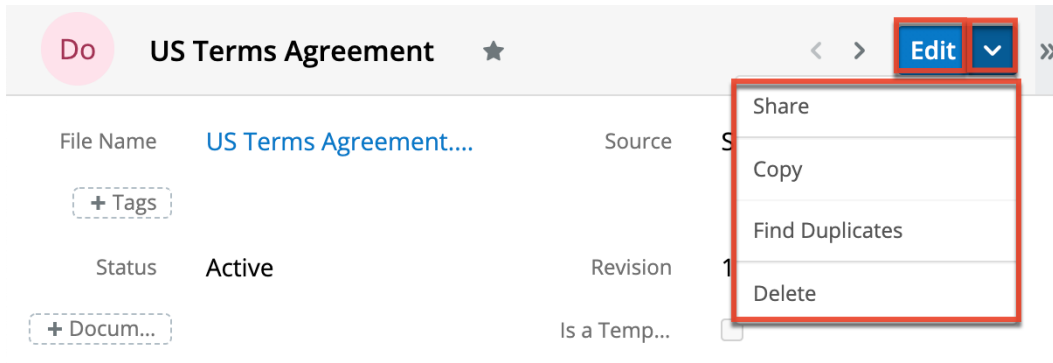 Do US Terms Agreement Edit
Share
File Name US Terms Agreement.... Source S
Copy
+ Tags
Find Duplicates
Status Active Revision 1
Delete
+ Docum... Is a Temp...